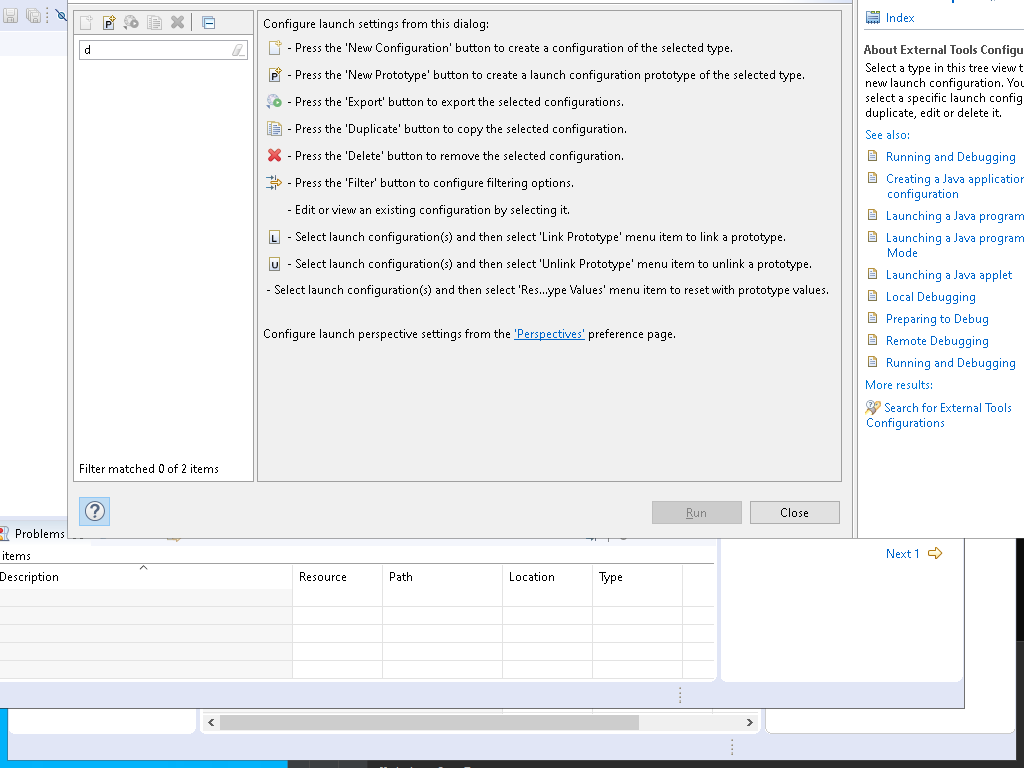 d
Filter matched 0 of 2 items
Configure launch settings from this dialog:
- Press the 'New Configuration' button to create a configuration of the selected type.
- Press the 'New Prototype' button to create a launch configuration prototype of the selected type.
- Press the 'Export' button to export the selected configurations.
- Press the 'Duplicate' button to copy the selected configuration.
- Press the 'Delete' button to remove the selected configuration.
- Press the 'Filter' button to configure filtering options.
- Edit or view an existing configuration by selecting it.
- Select launch configuration(s) and then select 'Link Prototype' menu item to link a prototype.
- Select launch configuration(s) and then select 'Unlink Prototype' menu item to unlink a prototype.
- Select launch configuration(s) and then select 'Res...ype Values' menu item to reset with prototype values.
Configure launch perspective settings from the 'Perspectives' preference page.
Run
Close
Index
About External Tools Configu
Select a type in this tree view t
new launch configuration. You
select a specific launch config
duplicate, edit or delete it.
See also:
Running and Debugging
Creating a Java application
configuration
Launching a Java program
Launching a Java program
Mode
Launching a Java applet
Local Debugging
Preparing to Debug
Remote Debugging
Running and Debugging
More results:
Search for External Tools
Configurations
Next 1
Problems
items
Description
Resource
Path
Location
Type